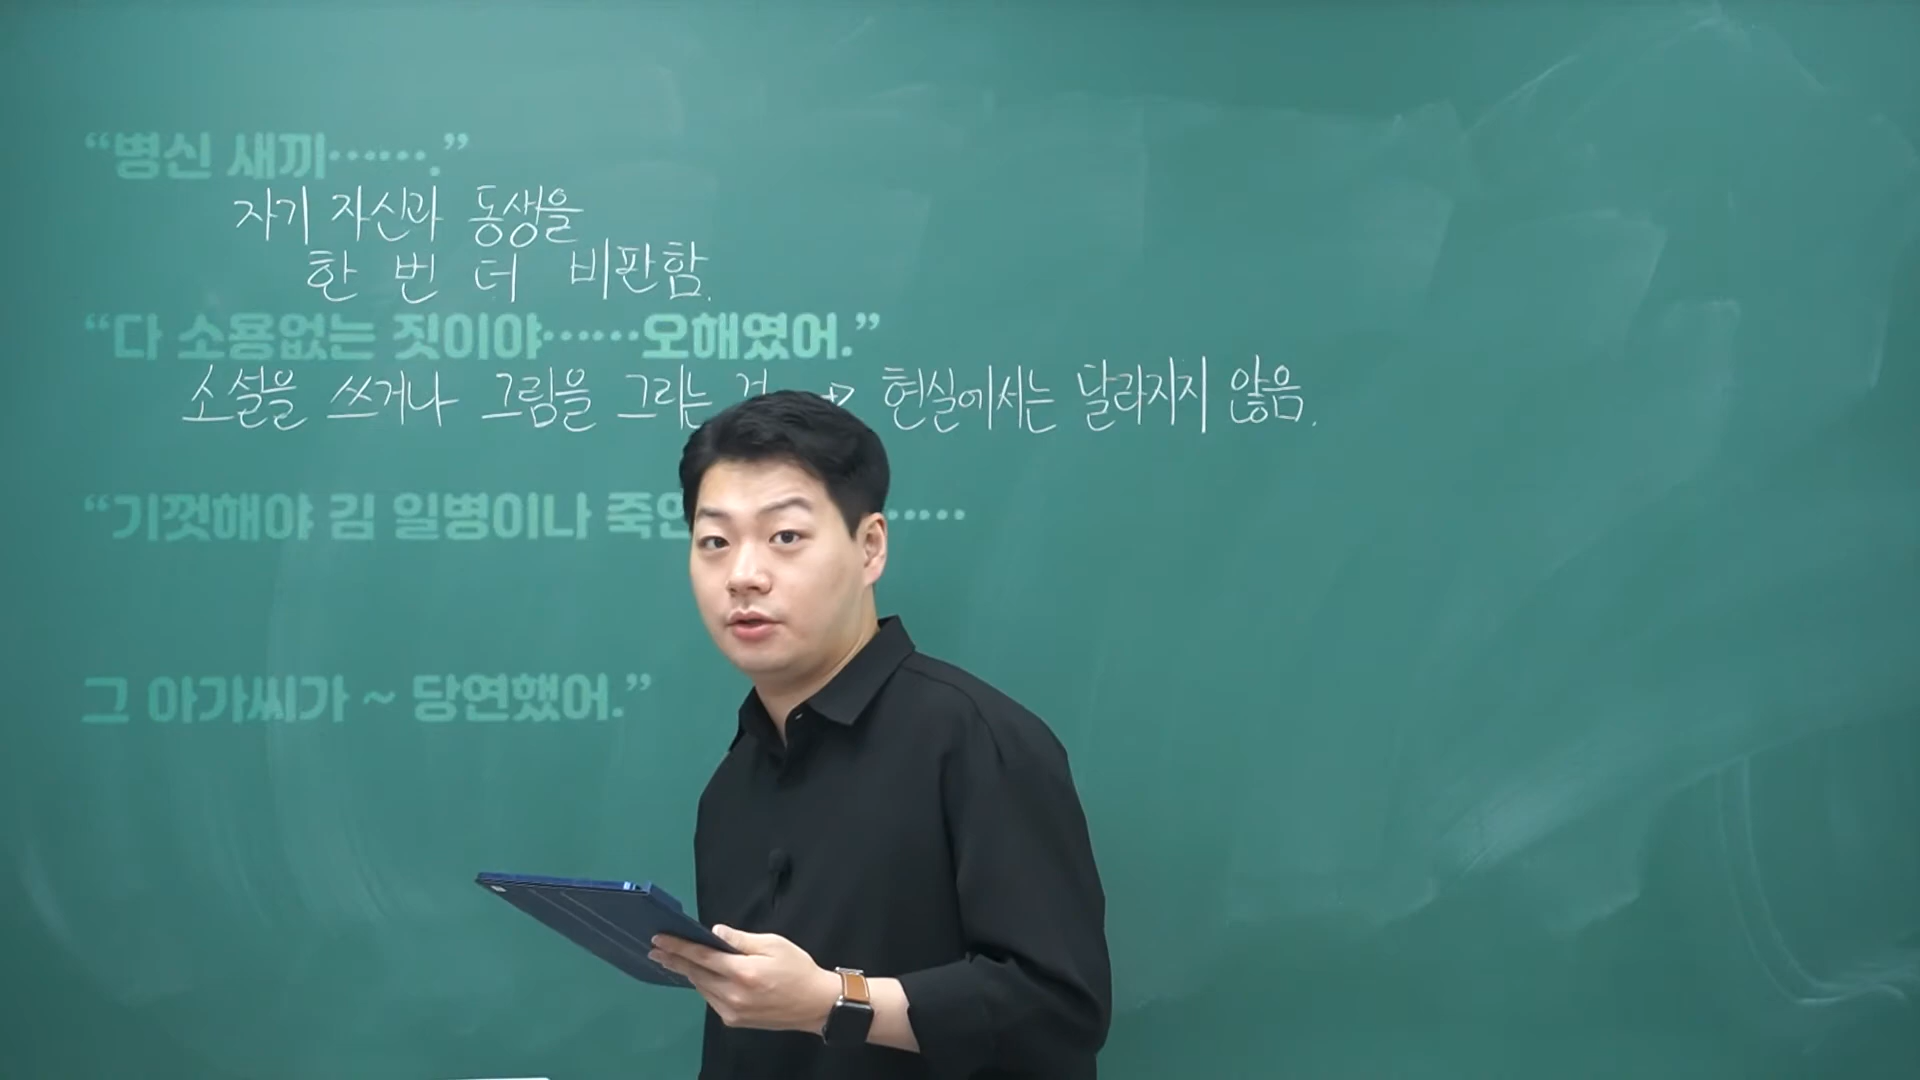 “병신 새끼…….”
자기 자신과 동생을
한 번 더 비판함.
“다 소용없는 짓이야……오해였어.”
소설을 쓰거나 그림을 그리는 현실에서는 달라지지 않음.
“기껏해야 김 일병이나 ……
그 아가씨가 ~ 당연했어.”